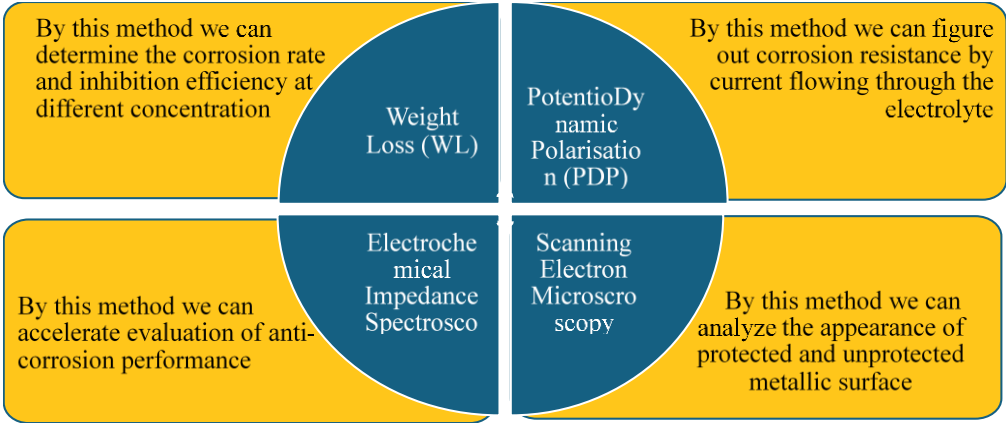 By this method we can
determine the corrosion rate
and inhibition efficiency at
different concentration
Weight
Loss (WL)
PotentioDy
namic
Polarisatio
n (PDP)
By this method we can figure
out corrosion resistance by
current flowing through the
electrolyte
By this method we can
accelerate evaluation of anti-
corrosion performance
Electroche
mical
Impedance
Spectrosco
Scanning
Electron
Microscro
scopy
By this method we can
analyze the appearance of
protected and unprotected
metallic surface